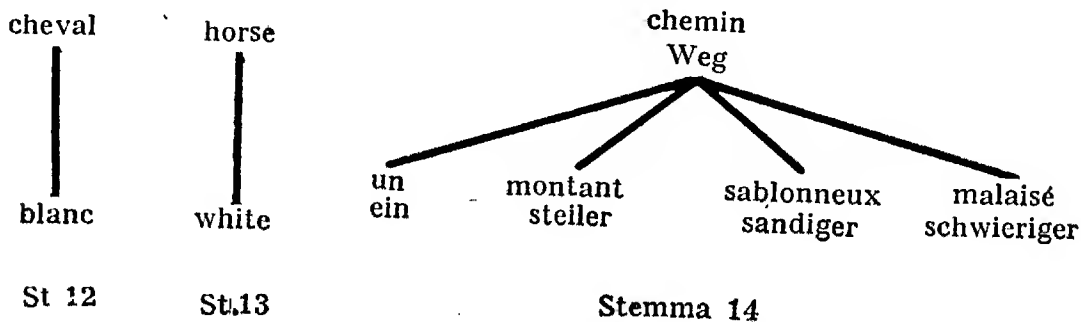 cheval
blanc
St 12
horse
white
St.13
chemin
Weg
un
ein
montant
steiler
sablonneux
sandiger
malaisé
schwieriger
Stemma 14